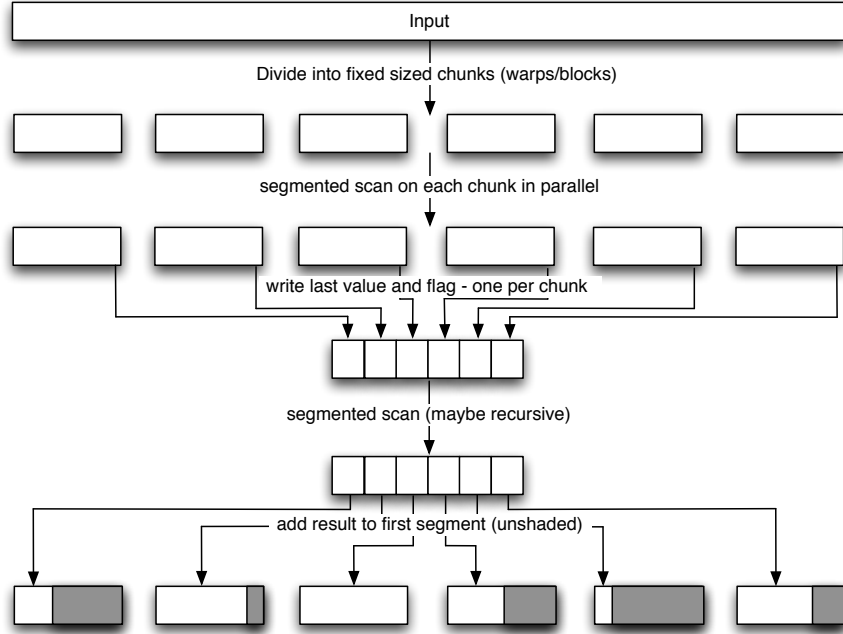 Input
Divide into fixed sized chunks (warps/blocks)
segmented scan on each chunk in parallel
write last value and flag - one per chunk
segmented scan (maybe recursive)
add result to first segment (unshaded)